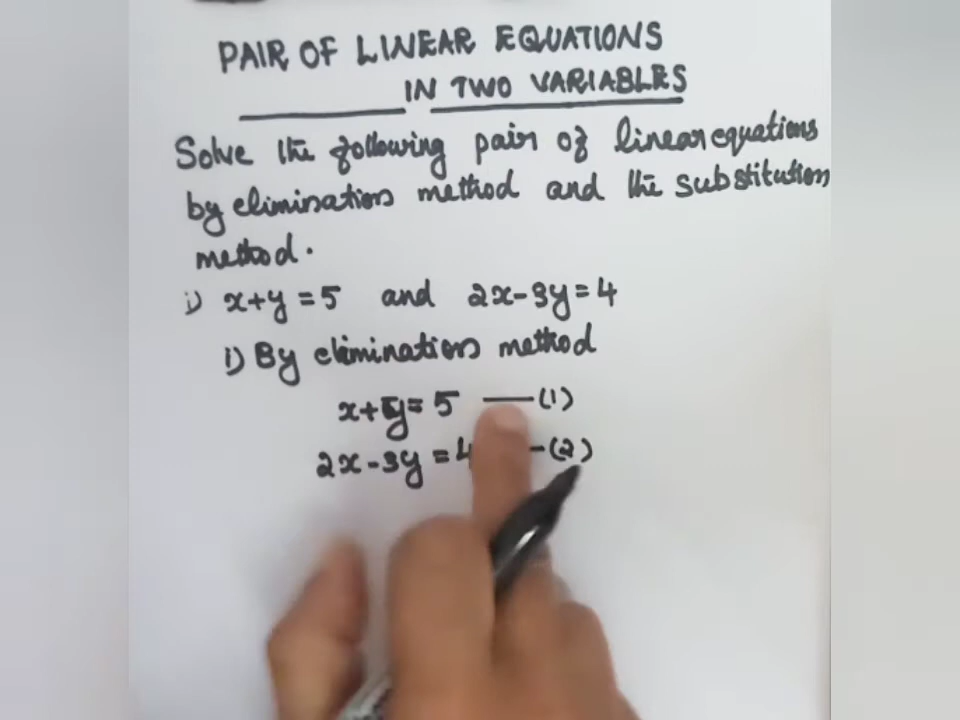 PAIR OF LINEAR EQUATIONS
IN TWO VARIABLES
Solve the following pair of linear equations
by elimination method and the substitution
method.
i) x+y=5 and 2x-3y=4
i) By elimination method
x+y=5 —(1)
2x-3y=4 -(2)